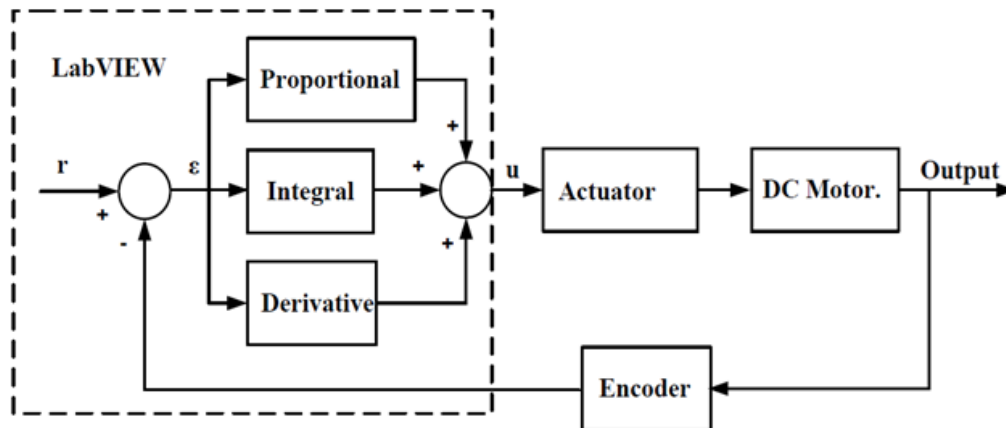 LabVIEW
Proportional
+
r
ε
+
u
Output
Integral
Actuator
DC Motor.
+
-
+
Derivative
Encoder